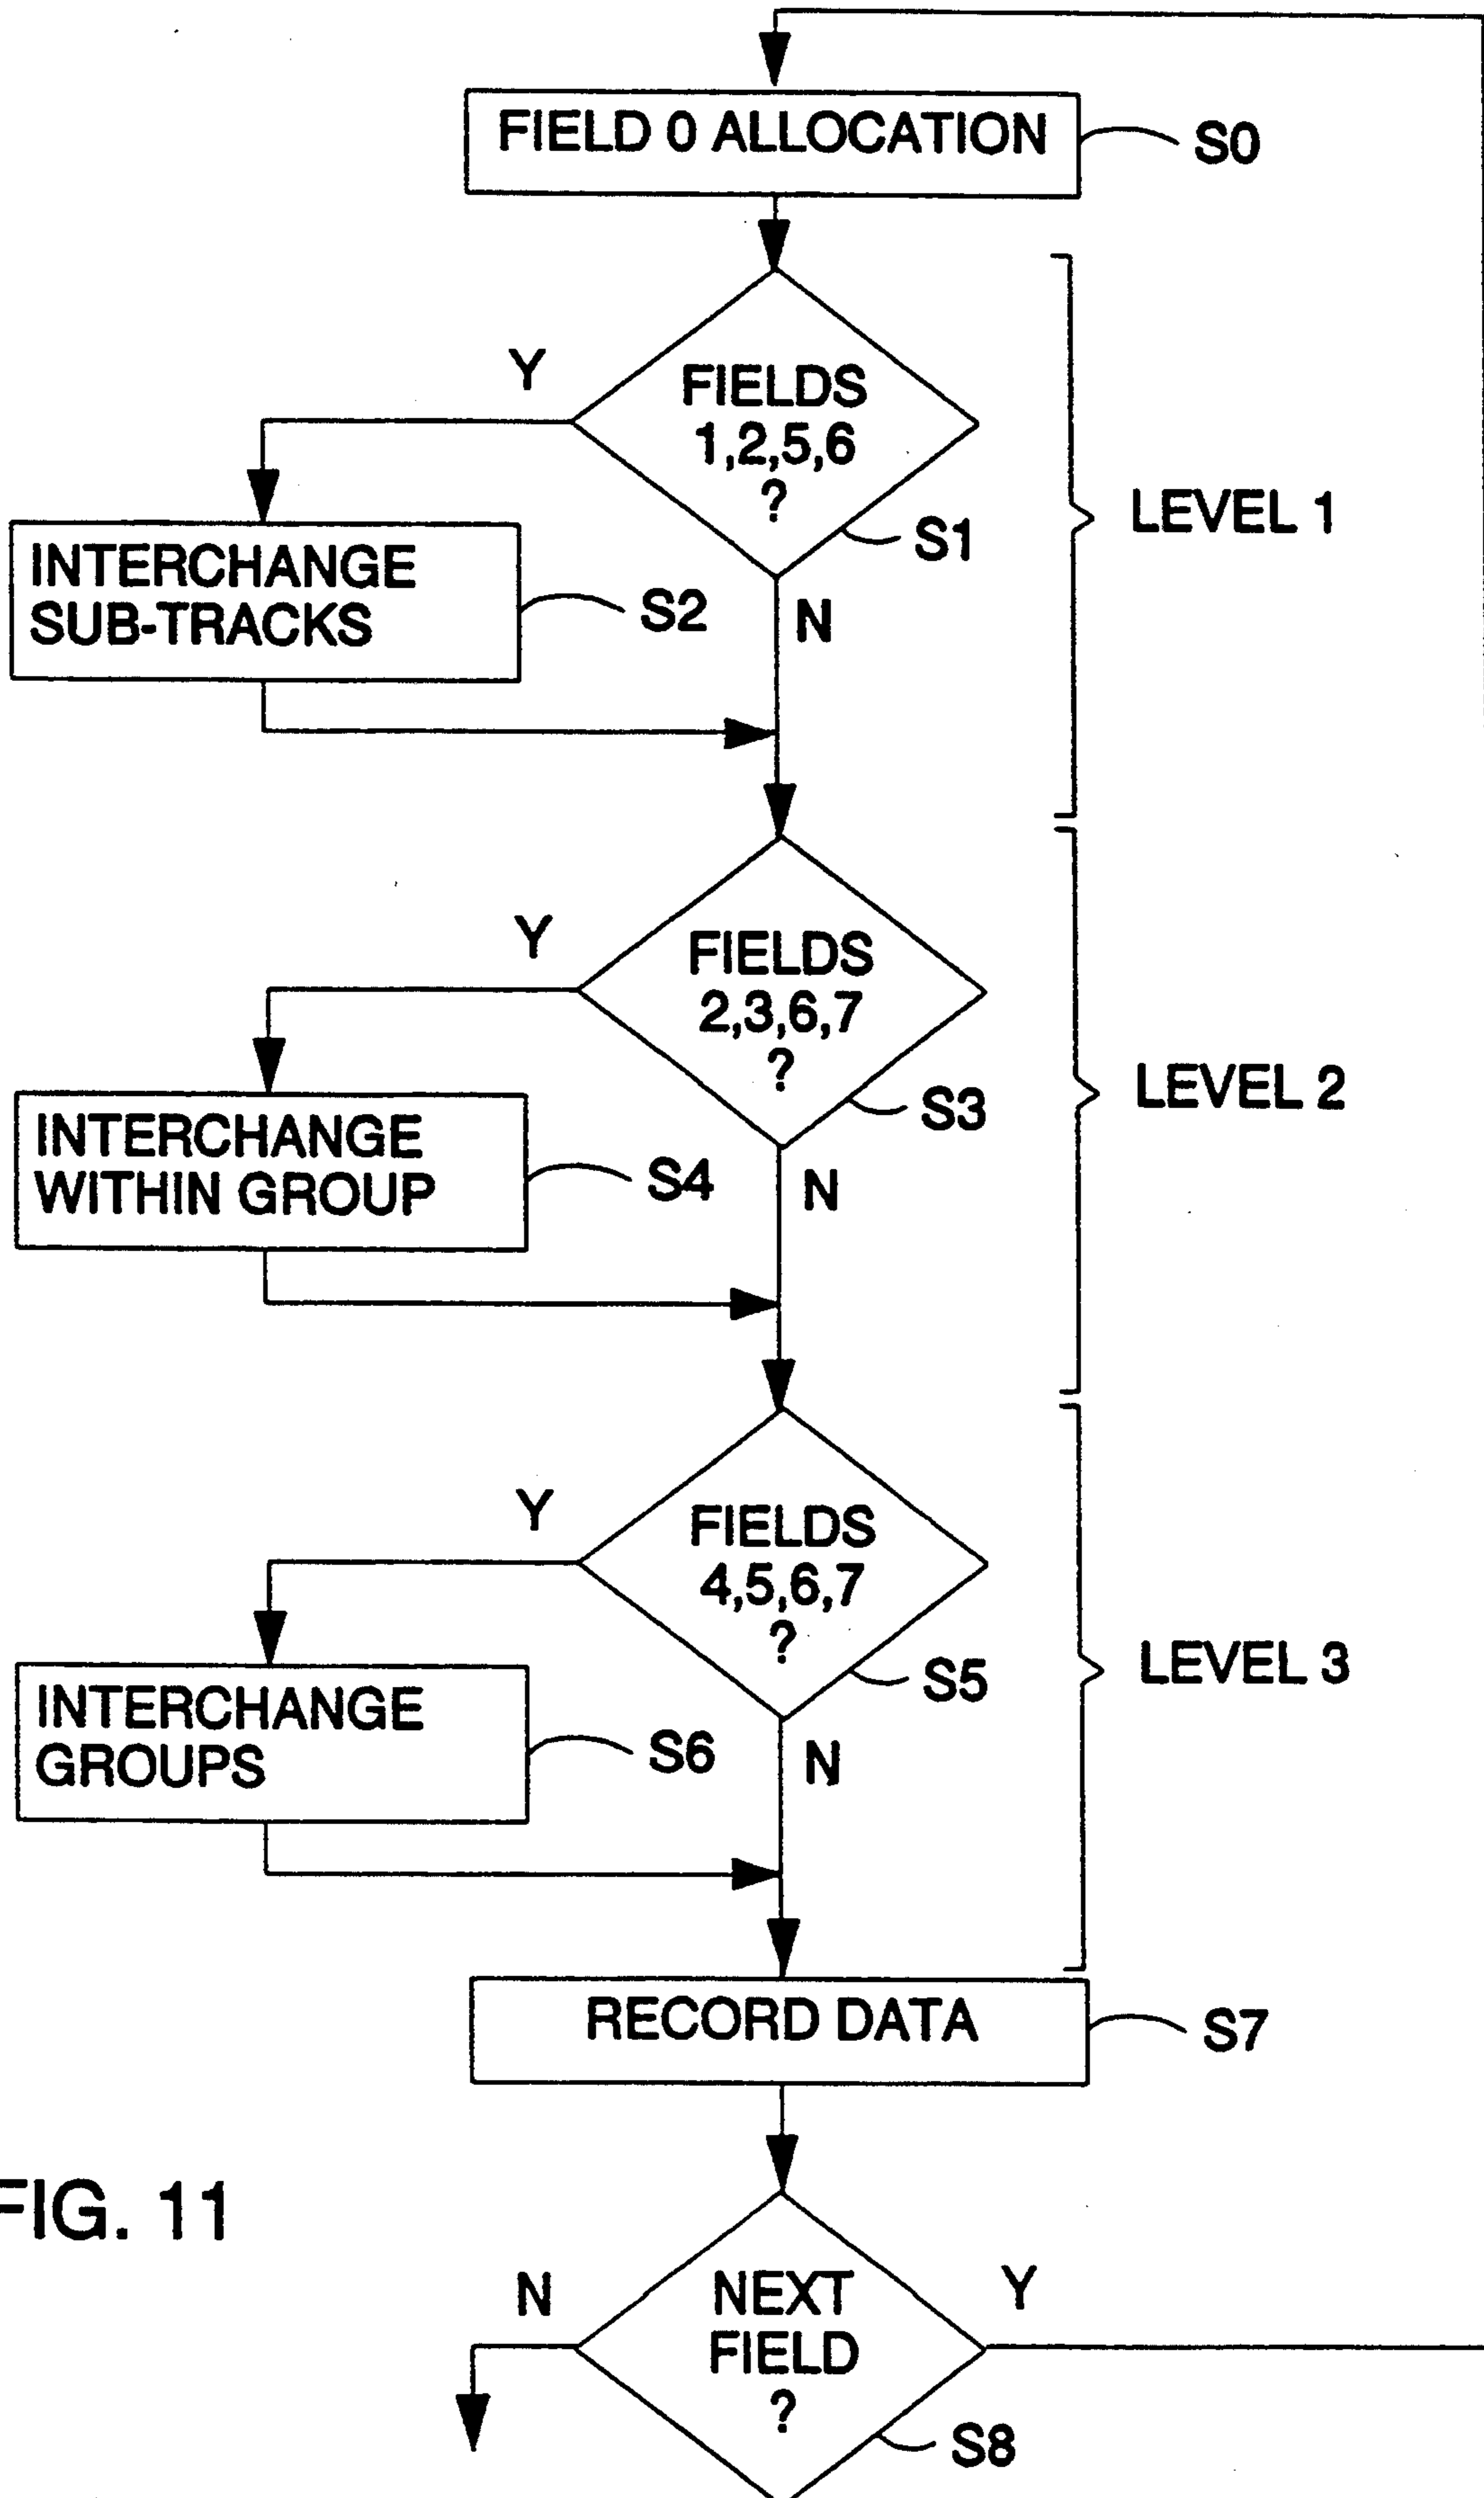 FIELD 0 ALLOCATION
S0
Y
FIELDS
1,2,5,6
?
S1
LEVEL 1
INTERCHANGE
SUB-TRACKS
S2
N
Y
FIELDS
2,3,6,7
?
S3
LEVEL 2
INTERCHANGE
WITHIN GROUP
S4
N
Y
FIELDS
4,5,6,7
?
S5
LEVEL 3
INTERCHANGE
GROUPS
S6
N
RECORD DATA
S7
FIG. 11
N
NEXT
FIELD
?
Y
S8